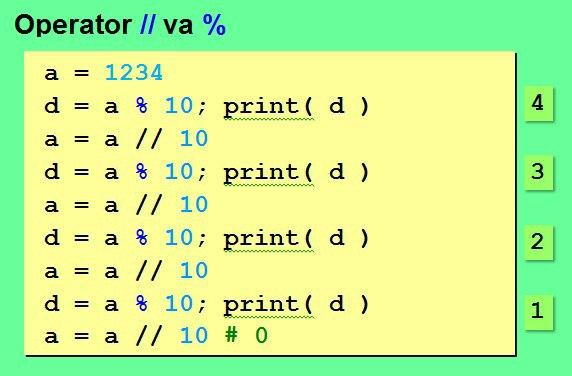 Operator // va %
a = 1234
d = a % 10; print( d ) 4
a = a // 10
d = a % 10; print( d ) 3
a = a // 10
d = a % 10; print( d ) 2
a = a // 10
d = a % 10; print( d ) 1
a = a // 10 # 0